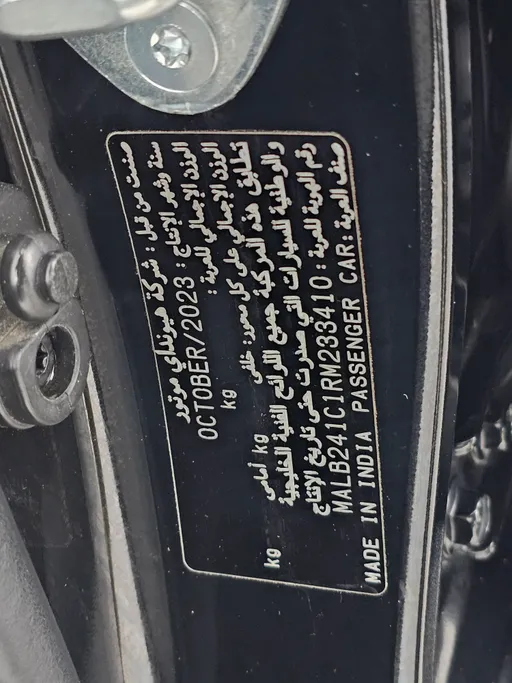 صنعت من قبل : شركة هيونداي موتور
سنة وشهر الإنتاج : OCTOBER/2023
الوزن الإجمالي للعربة : kg
الوزن الإجمالي على كل محور: خلفي kg أمامي kg
تطابق هذه المركبة جميع اللوائح الفنية الخليجية
و الوطنية للسيارات التي صدرت حتى تاريخ الإنتاج
رقم الهوية للعربة : MALB241C1RM233410
صنف العربة: MADE IN INDIA PASSENGER CAR